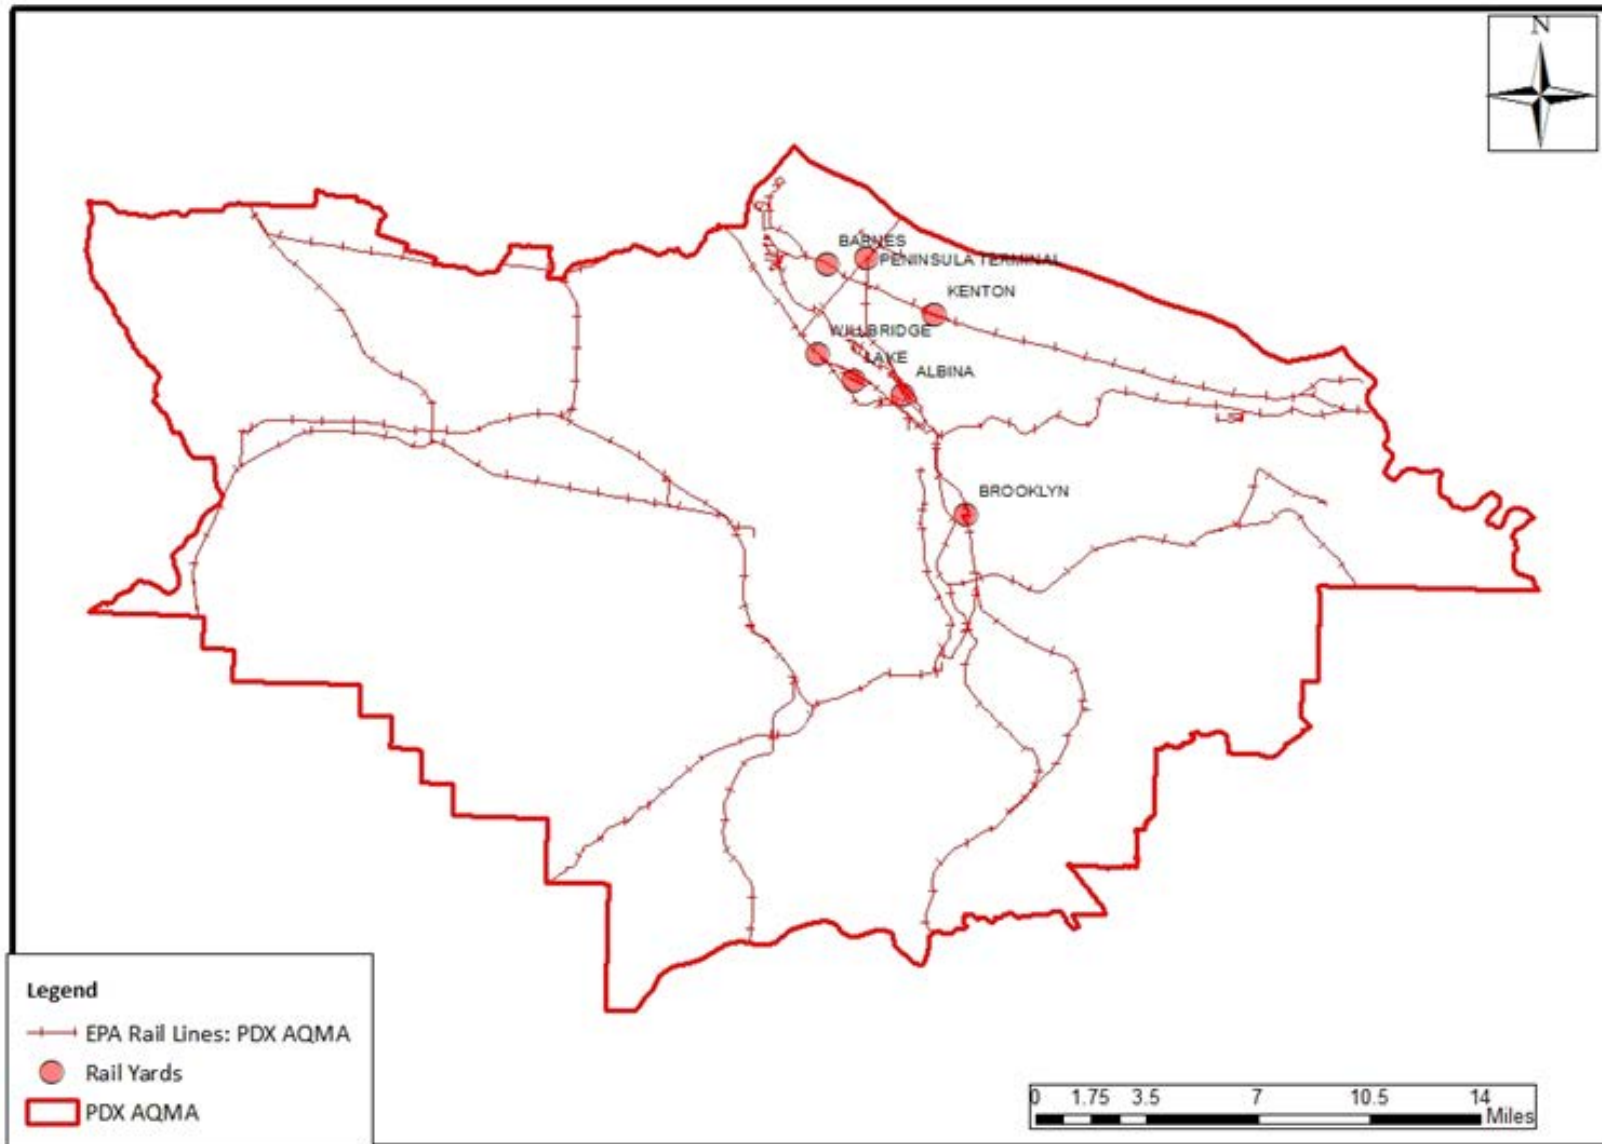 N
BARNES
PENINSULA TERMINAL
KENTON
WILLBRIDGE
LAKE
ALBINA
BROOKLYN
Legend
EPA Rail Lines: PDX AQMA
Rail Yards
PDX AQMA
0 1.75 3.5 7 10.5 14
Miles